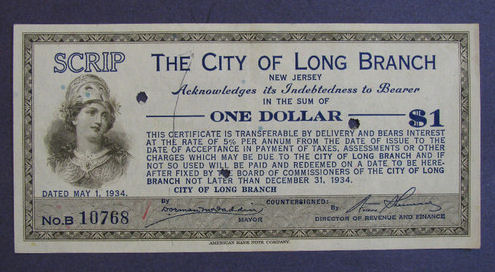 SCRIP
THE CITY OF LONG BRANCH
NEW JERSEY
Acknowledges its Indebtedness to Bearer
IN THE SUM OF
ONE DOLLAR $1
THIS CERTIFICATE IS TRANSFERABLE BY DELIVERY AND BEARS INTEREST
AT THE RATE OF 5% PER ANNUM FROM THE DATE OF ISSUE TO THE
DATE OF ACCEPTANCE IN PAYMENT OF TAXES, ASSESSMENTS OR OTHER
CHARGES WHICH MAY BE DUE TO THE CITY OF LONG BRANCH AND IF
NOT SO USED WILL BE PAID AND REDEEMED ON A DATE TO BE HERE-
AFTER FIXED BY THE BOARD OF COMMISSIONERS OF THE CITY OF LONG
BRANCH NOT LATER THAN DECEMBER 31, 1934.
DATED MAY 1, 1934.
CITY OF LONG BRANCH
No.B 10768
By
MAYOR
COUNTERSIGNED:
By
DIRECTOR OF REVENUE AND FINANCE
AMERICAN BANK NOTE COMPANY.